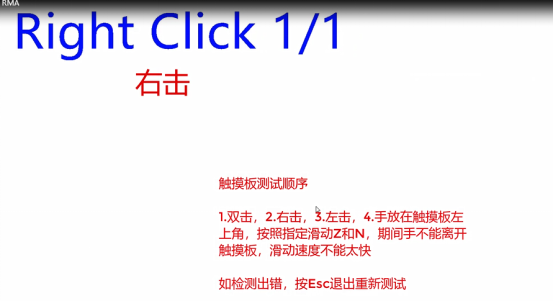 RMA
Right Click 1/1
右击
触摸板测试顺序
1.双击，2.右击，3.左击，4.手放在触摸板左
上角，按照指定滑动Z和N，期间手不能离开
触摸板，滑动速度不能太快
如检测出错，按Esc退出重新测试